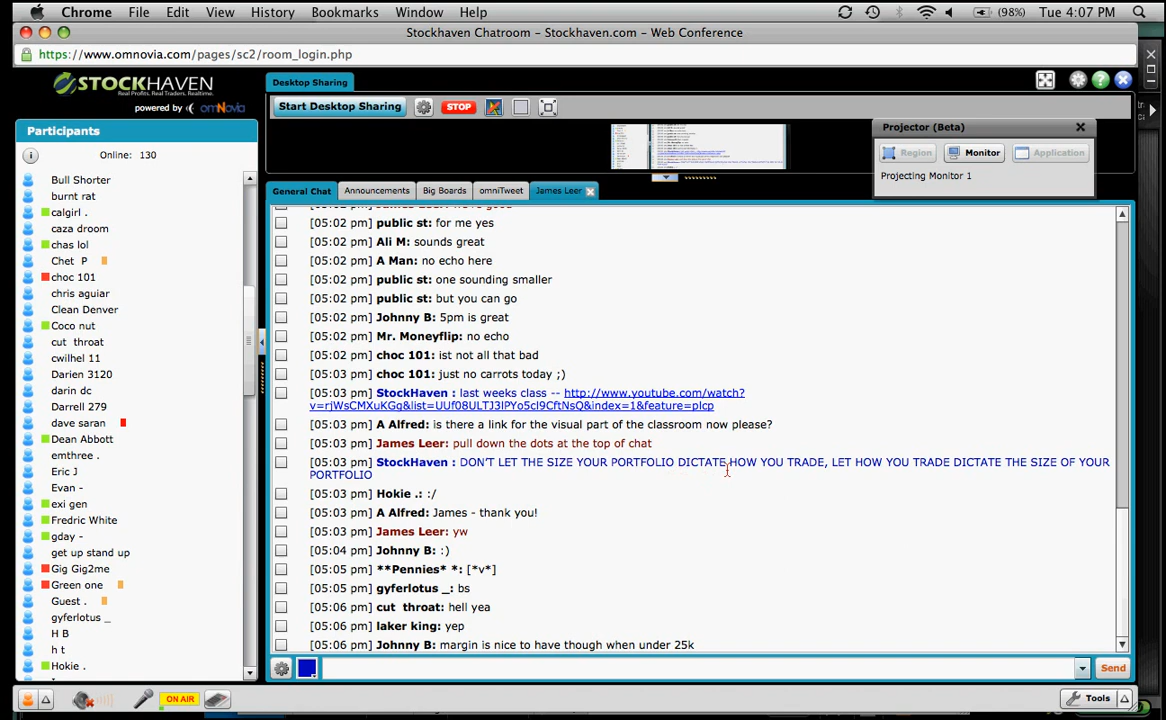 Chrome File Edit View History Bookmarks Window Help (98%) Tue 4:07 PM
Stockhaven Chatroom – Stockhaven.com – Web Conference
https://www.omnovia.com/pages/sc2/room_login.php
STOCKHAVEN
Real Profits. Real Traders. Realtime.
powered by omNovia
Desktop Sharing
Start Desktop Sharing STOP
Projector (Beta)
Region Monitor Application
Projecting Monitor 1
Participants
Online: 130
Bull Shorter
burnt rat
calgirl .
caza droom
chas lol
Chet P
choc 101
chris aguiar
Clean Denver
Coco nut
cut throat
cwilhel 11
Darien 3120
darin dc
Darrell 279
dave saran
Dean Abbott
emthree .
Eric J
Evan -
exi gen
Fredric White
gday -
get up stand up
Gig Gig2me
Green one
Guest .
gyferlotus _
H B
h t
Hokie .
General Chat Announcements Big Boards omniTweet James Leer
[05:02 pm] public st: for me yes
[05:02 pm] Ali M: sounds great
[05:02 pm] A Man: no echo here
[05:02 pm] public st: one sounding smaller
[05:02 pm] public st: but you can go
[05:02 pm] Johnny B: 5pm is great
[05:02 pm] Mr. Moneyflip: no echo
[05:02 pm] choc 101: ist not all that bad
[05:03 pm] choc 101: just no carrots today ;)
[05:03 pm] StockHaven : last weeks class -- http://www.youtube.com/watch?
v=rjWsCMXuKGg&list=UUf08ULTJ3lPYo5cI9CftNsQ&index=1&feature=plcp
[05:03 pm] A Alfred: is there a link for the visual part of the classroom now please?
[05:03 pm] James Leer: pull down the dots at the top of chat
[05:03 pm] StockHaven : DON'T LET THE SIZE YOUR PORTFOLIO DICTATE HOW YOU TRADE, LET HOW YOU TRADE DICTATE THE SIZE OF YOUR
PORTFOLIO
[05:03 pm] Hokie .: :/
[05:03 pm] A Alfred: James - thank you!
[05:03 pm] James Leer: yw
[05:04 pm] Johnny B: :)
[05:05 pm] **Pennies* *: [*v*]
[05:05 pm] gyferlotus _: bs
[05:06 pm] cut throat: hell yea
[05:06 pm] laker king: yep
[05:06 pm] Johnny B: margin is nice to have though when under 25k
Send
ON AIR
Tools